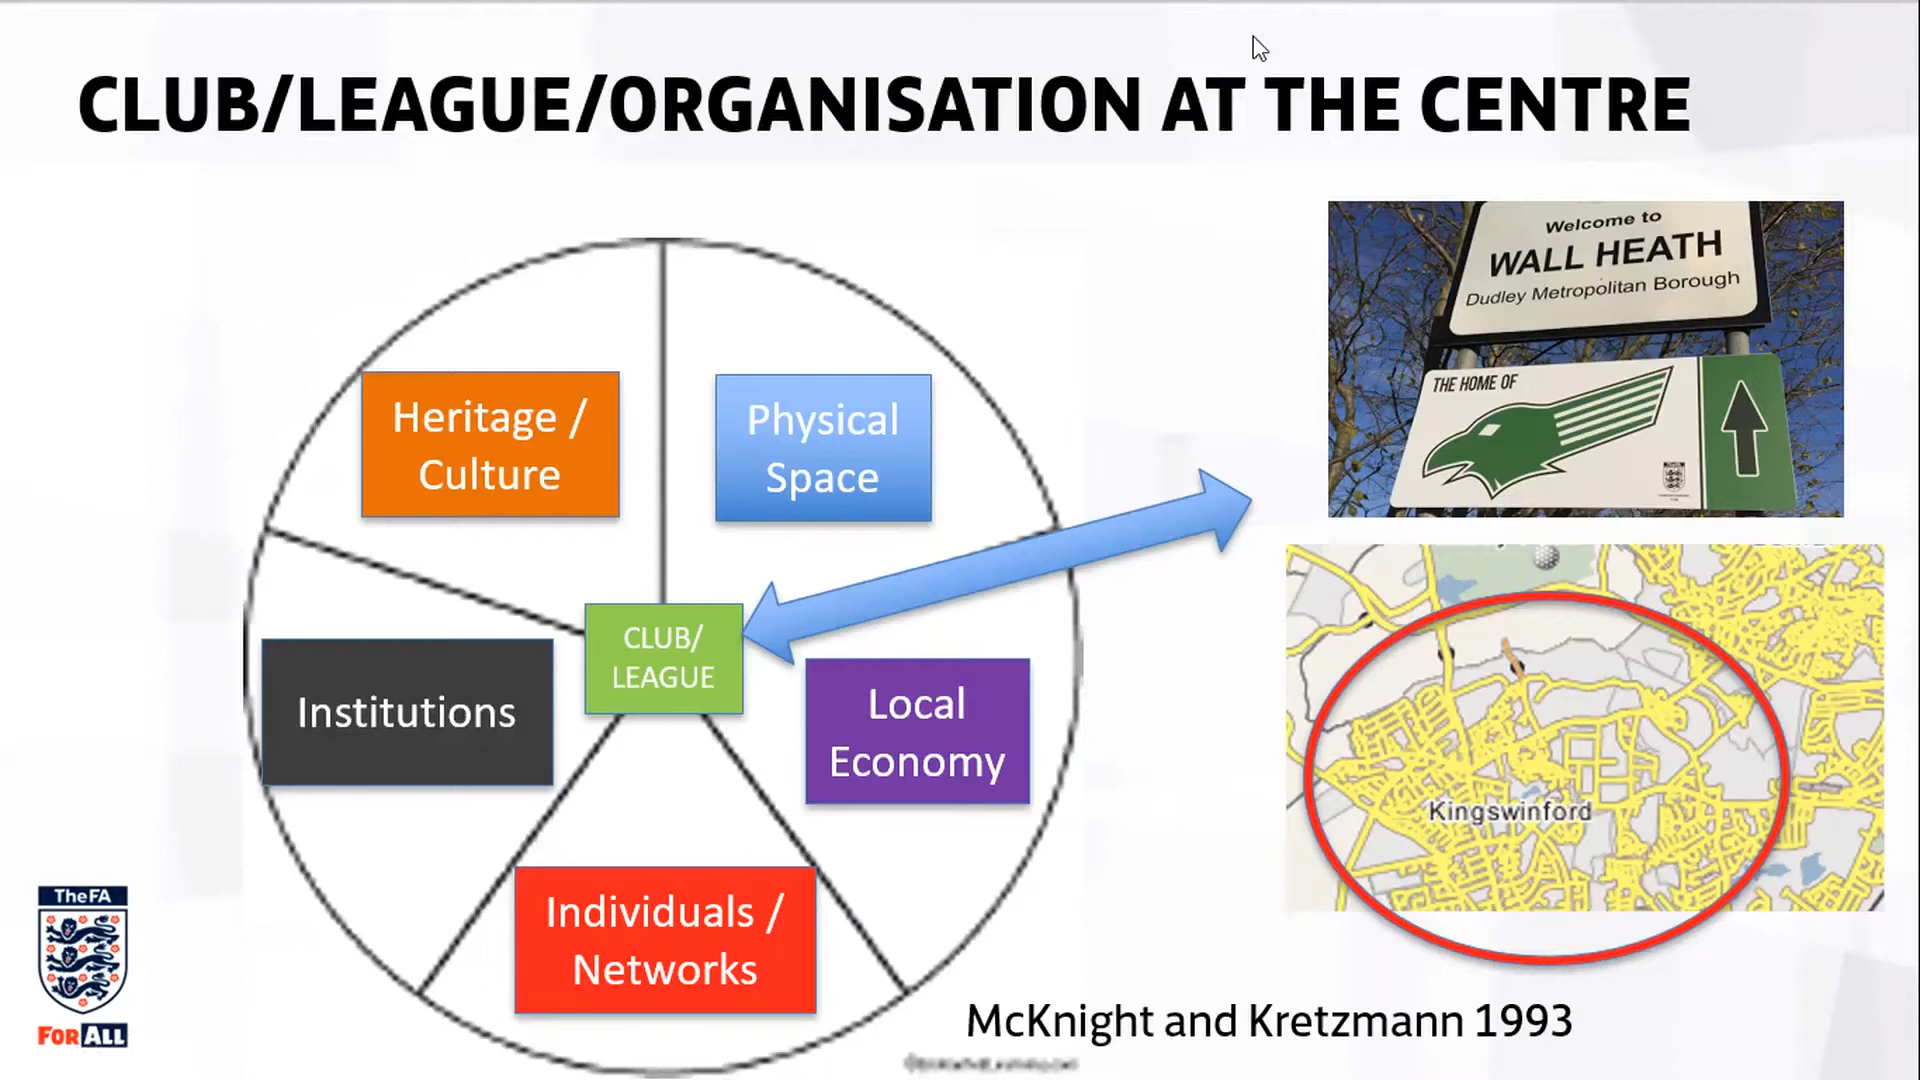 CLUB/LEAGUE/ORGANISATION AT THE CENTRE
Heritage /
Culture
Physical
Space
CLUB/
LEAGUE
Institutions
Local
Economy
Individuals /
Networks
Welcome to
WALL HEATH
Dudley Metropolitan Borough
THE HOME OF
Kingswinford
McKnight and Kretzmann 1993
The FA
FOR ALL